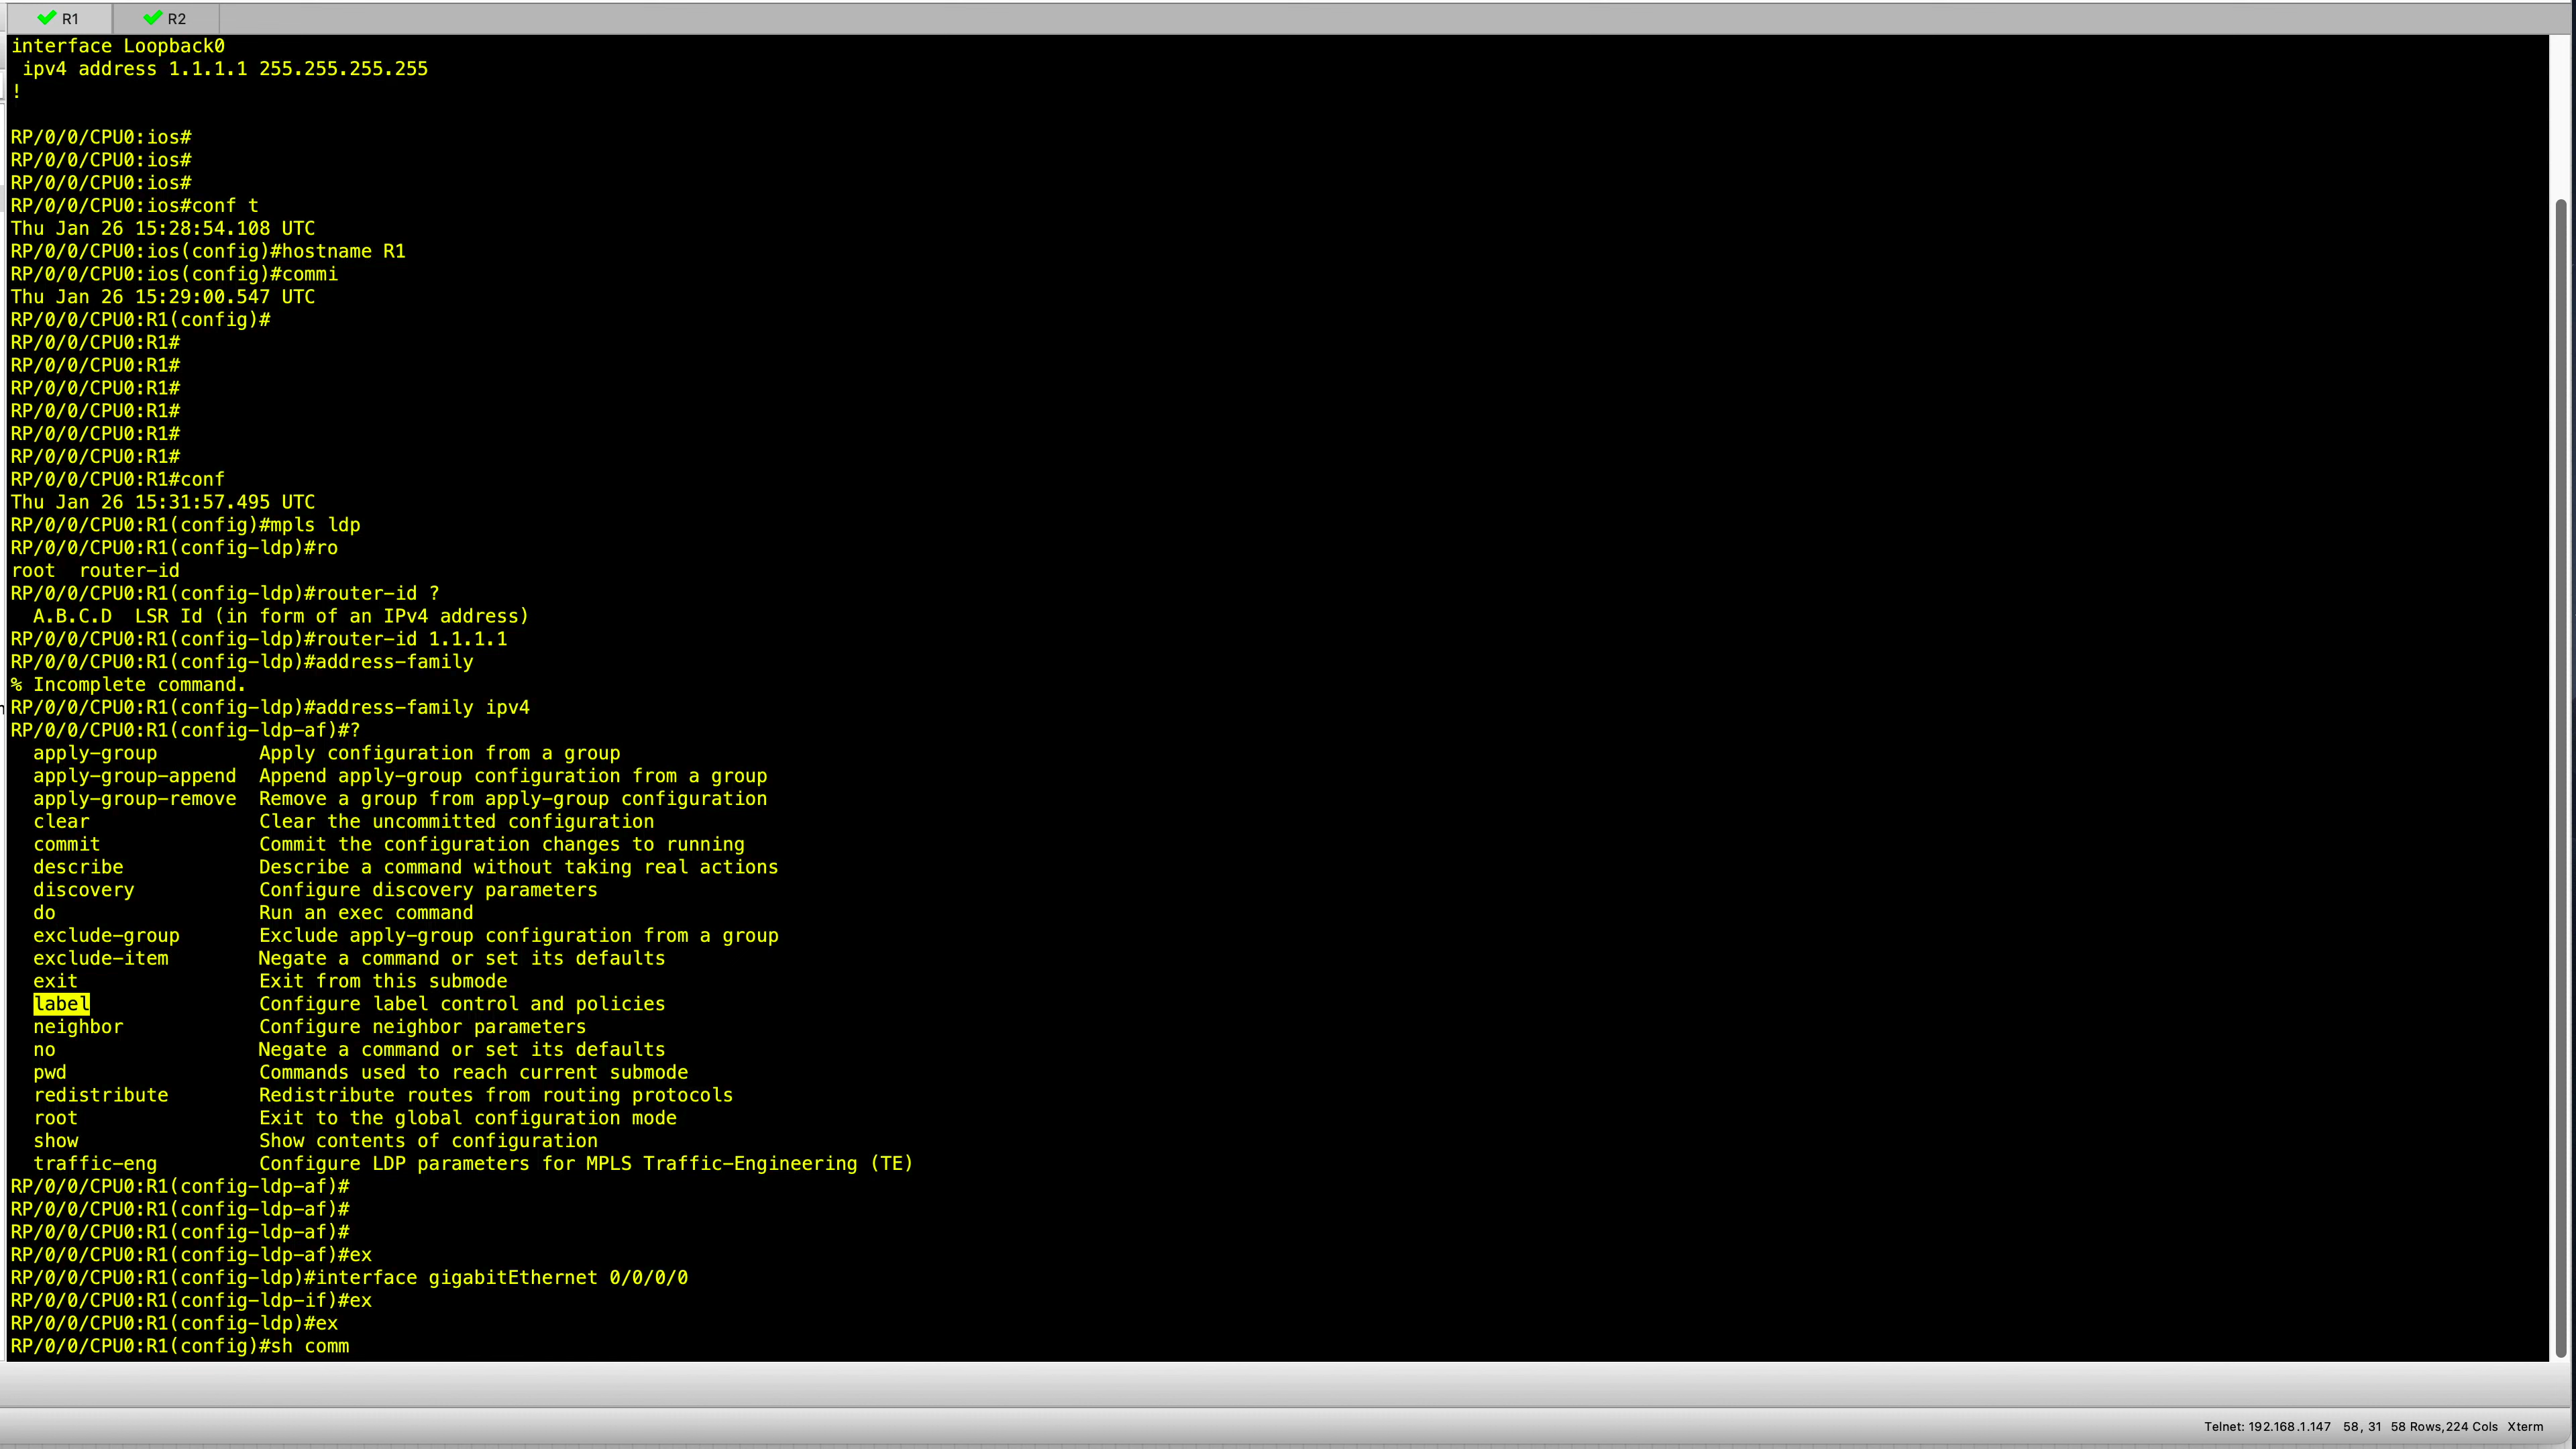 R1 R2
interface Loopback0
 ipv4 address 1.1.1.1 255.255.255.255
!
RP/0/0/CPU0:ios#
RP/0/0/CPU0:ios#
RP/0/0/CPU0:ios#
RP/0/0/CPU0:ios#conf t
Thu Jan 26 15:28:54.108 UTC
RP/0/0/CPU0:ios(config)#hostname R1
RP/0/0/CPU0:ios(config)#commi
Thu Jan 26 15:29:00.547 UTC
RP/0/0/CPU0:R1(config)#
RP/0/0/CPU0:R1#
RP/0/0/CPU0:R1#
RP/0/0/CPU0:R1#
RP/0/0/CPU0:R1#
RP/0/0/CPU0:R1#
RP/0/0/CPU0:R1#
RP/0/0/CPU0:R1#conf
Thu Jan 26 15:31:57.495 UTC
RP/0/0/CPU0:R1(config)#mpls ldp
RP/0/0/CPU0:R1(config-ldp)#ro
root  router-id
RP/0/0/CPU0:R1(config-ldp)#router-id ?
  A.B.C.D  LSR Id (in form of an IPv4 address)
RP/0/0/CPU0:R1(config-ldp)#router-id 1.1.1.1
RP/0/0/CPU0:R1(config-ldp)#address-family
% Incomplete command.
RP/0/0/CPU0:R1(config-ldp)#address-family ipv4
RP/0/0/CPU0:R1(config-ldp-af)#?
  apply-group         Apply configuration from a group
  apply-group-append  Append apply-group configuration from a group
  apply-group-remove  Remove a group from apply-group configuration
  clear               Clear the uncommitted configuration
  commit              Commit the configuration changes to running
  describe            Describe a command without taking real actions
  discovery           Configure discovery parameters
  do                  Run an exec command
  exclude-group       Exclude apply-group configuration from a group
  exclude-item        Negate a command or set its defaults
  exit                Exit from this submode
  label               Configure label control and policies
  neighbor            Configure neighbor parameters
  no                  Negate a command or set its defaults
  pwd                 Commands used to reach current submode
  redistribute        Redistribute routes from routing protocols
  root                Exit to the global configuration mode
  show                Show contents of configuration
  traffic-eng         Configure LDP parameters for MPLS Traffic-Engineering (TE)
RP/0/0/CPU0:R1(config-ldp-af)#
RP/0/0/CPU0:R1(config-ldp-af)#
RP/0/0/CPU0:R1(config-ldp-af)#
RP/0/0/CPU0:R1(config-ldp-af)#ex
RP/0/0/CPU0:R1(config-ldp)#interface gigabitEthernet 0/0/0/0
RP/0/0/CPU0:R1(config-ldp-if)#ex
RP/0/0/CPU0:R1(config-ldp)#ex
RP/0/0/CPU0:R1(config)#sh comm
Telnet: 192.168.1.147  58, 31  58 Rows,224 Cols  Xterm